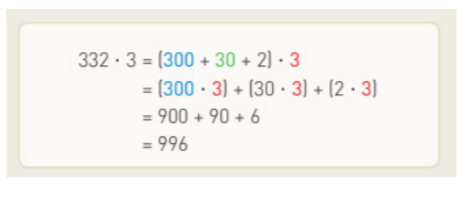 332 · 3 = (300 + 30 + 2) · 3
= (300 · 3) + (30 · 3) + (2 · 3)
= 900 + 90 + 6
= 996